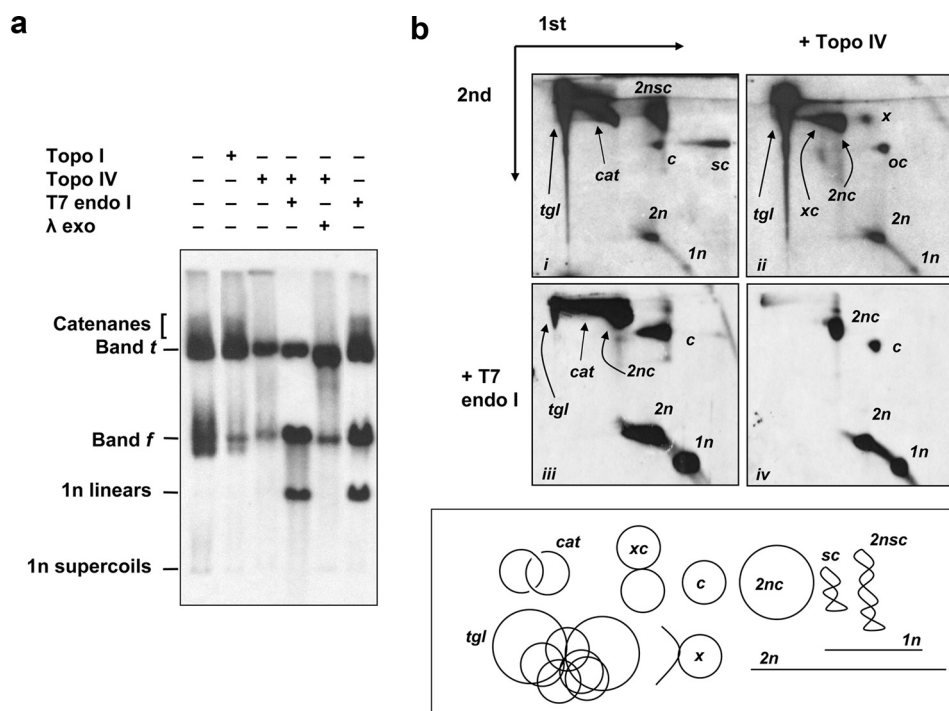 a
Topo I – + – – – –
Topo IV – – + + + –
T7 endo I – – – + – +
λ exo – – – – + –
Catenanes
Band t
Band f
1n linears
1n supercoils
b
1st
+ Topo IV
2nd
2nsc
c
sc
cat
tgl
2n
1n
i
x
oc
2nc
xc
tgl
2n
1n
ii
+ T7
endo I
c
cat
2nc
tgl
2n
1n
iii
2nc
c
2n
1n
iv
cat
xc
c
2nc
sc
2nsc
tgl
x
1n
2n